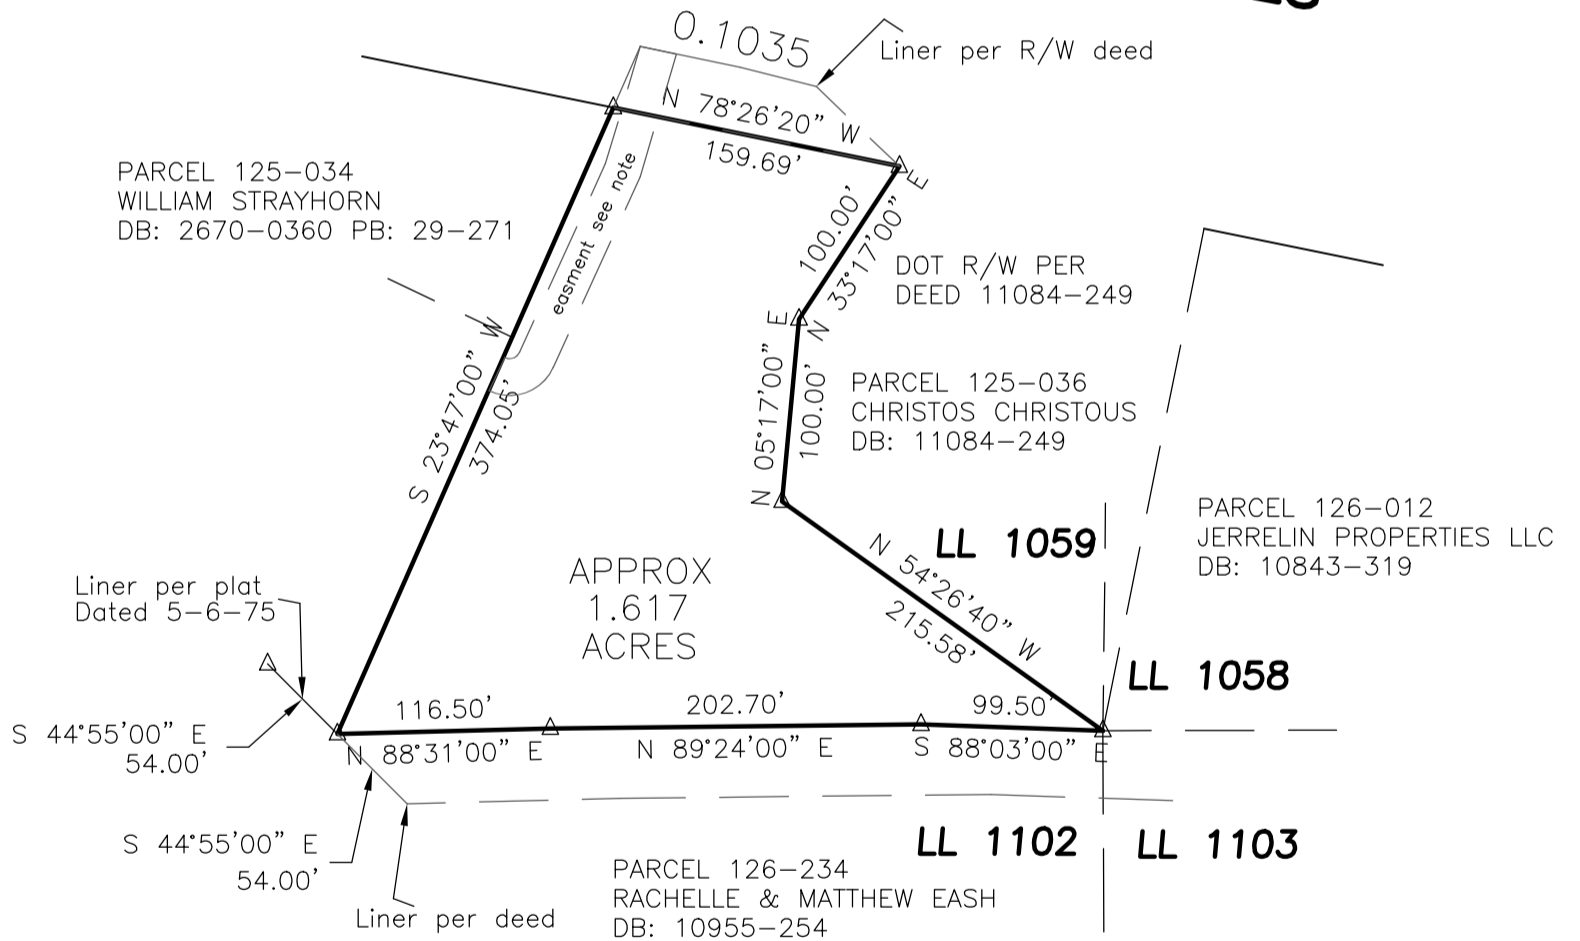 0.1035
Liner per R/W deed
N 78°26'20" W
159.69'
PARCEL 125-034
WILLIAM STRAYHORN
DB: 2670-0360 PB: 29-271
easment see note
100.00'
N 33°17'00" E
DOT R/W PER
DEED 11084-249
S 23°47'00" W
374.05'
N 05°17'00" E
100.00'
PARCEL 125-036
CHRISTOS CHRISTOUS
DB: 11084-249
PARCEL 126-012
JERRELIN PROPERTIES LLC
DB: 10843-319
LL 1059
N 54°26'40" W
215.58'
APPROX
1.617
ACRES
Liner per plat
Dated 5-6-75
LL 1058
116.50'
202.70'
99.50'
S 44°55'00" E
54.00'
N 88°31'00" E
N 89°24'00" E
S 88°03'00" E
S 44°55'00" E
54.00'
LL 1102
LL 1103
PARCEL 126-234
RACHELLE & MATTHEW EASH
DB: 10955-254
Liner per deed